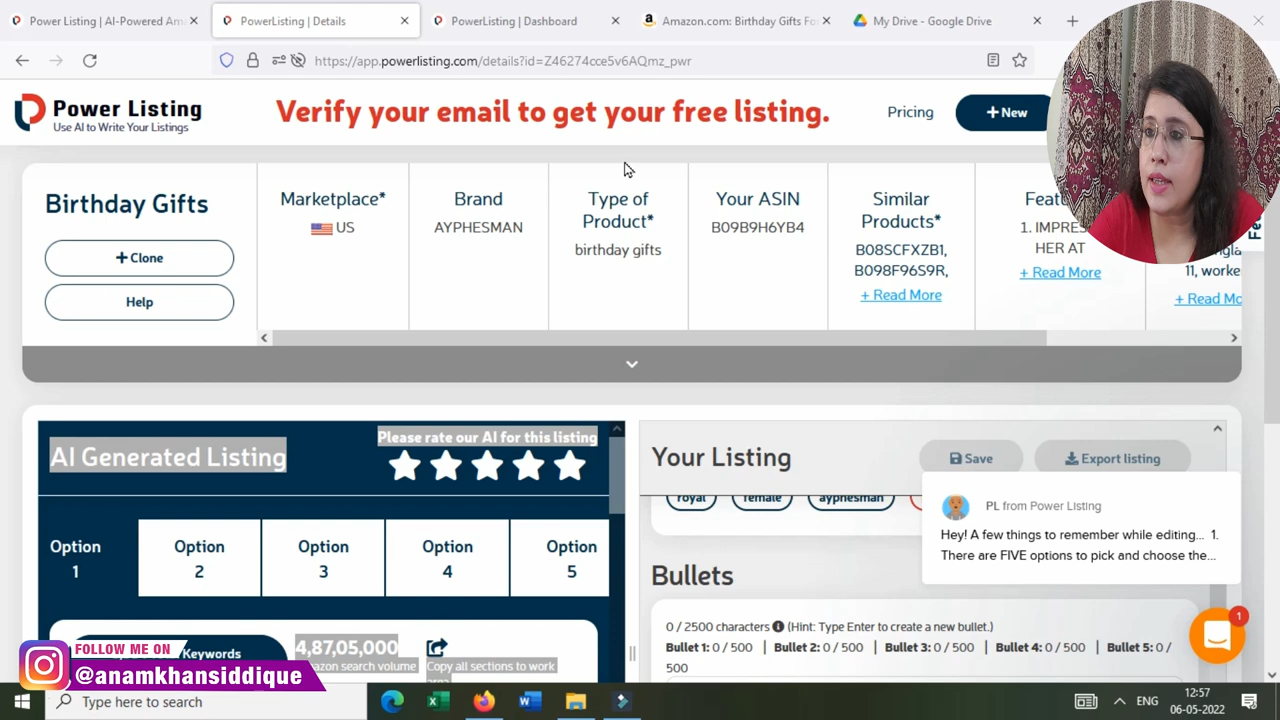 Power Listing | AI-Powered Am
PowerListing | Details
PowerListing | Dashboard
Amazon.com: Birthday Gifts Fo
My Drive - Google Drive
https://app.powerlisting.com/details?id=Z46274cce5v6AQmz_pwr
Power Listing
Use AI to Write Your Listings
Verify your email to get your free listing.
Pricing
+ New
Birthday Gifts
+ Clone
Help
Marketplace*
US
Brand
AYPHESMAN
Type of
Product*
birthday gifts
Your ASIN
B09B9H6YB4
Similar
Products*
B08SCFXZB1,
B098F96S9R,
+ Read More
Featu
1. IMPRES
HER AT
+ Read More
11, worker
+ Read Mo
AI Generated Listing
Please rate our AI for this listing
Option
1
Option
2
Option
3
Option
4
Option
5
Keywords
4,87,05,000
azon search volume
Copy all sections to work
area
Your Listing
Save
Export listing
royal
female
ayphesman
PL from Power Listing
Hey! A few things to remember while editing... 1.
There are FIVE options to pick and choose the...
Bullets
0 / 2500 characters (Hint: Type Enter to create a new bullet.)
Bullet 1: 0 / 500 | Bullet 2: 0 / 500 | Bullet 3: 0 / 500 | Bullet 4: 0 / 500 | Bullet 5: 0 /
500
1
FOLLOW ME ON
@anamkhansiddique
Type here to search
ENG
12:57
06-05-2022